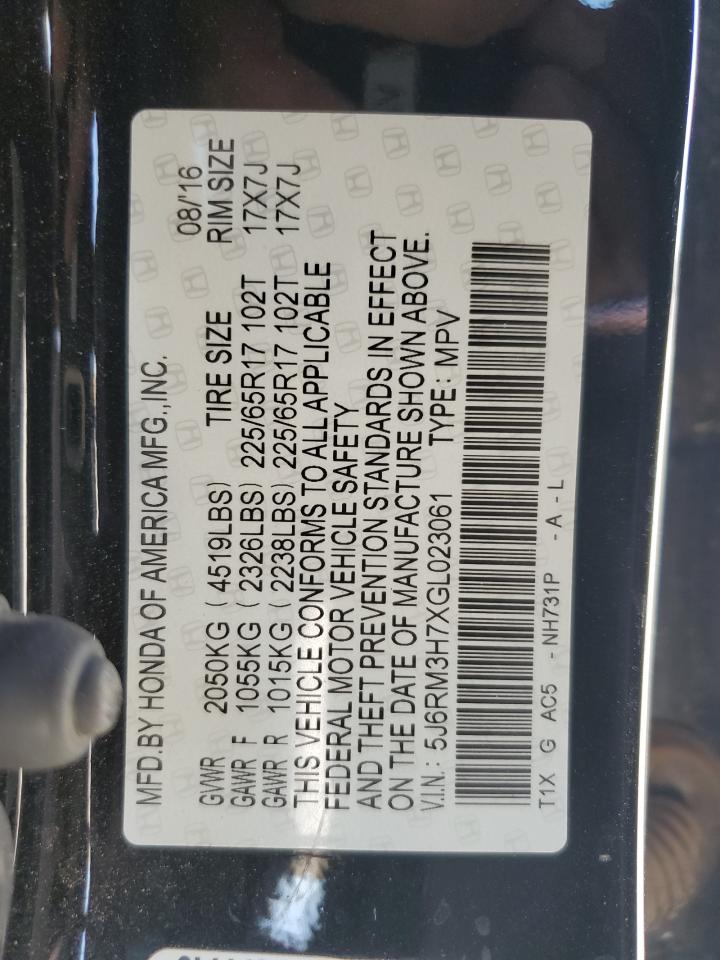 MFD.BY HONDA OF AMERICA MFG.,INC. 08/'16
GVWR 2050KG ( 4519LBS) TIRE SIZE RIM SIZE
GAWR F 1055KG ( 2326LBS) 225/65R17 102T 17X7J
GAWR R 1015KG ( 2238LBS) 225/65R17 102T 17X7J
THIS VEHICLE CONFORMS TO ALL APPLICABLE
FEDERAL MOTOR VEHICLE SAFETY
AND THEFT PREVENTION STANDARDS IN EFFECT
ON THE DATE OF MANUFACTURE SHOWN ABOVE.
V.I.N.: 5J6RM3H7XGL023061 TYPE: MPV
T1X G AC5 - NH731P - A - L